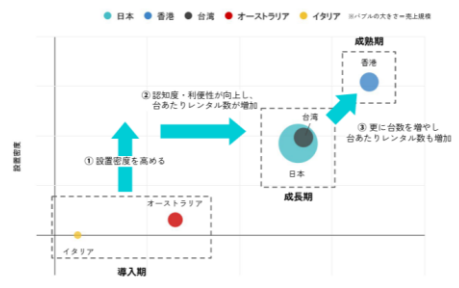 日本 香港 台湾 オーストラリア イタリア ※バブルの大きさ＝売上規模
成熟期
香港
② 認知度・利便性が向上し、
台あたりレンタル数が増加
台湾
③ 更に台数を増やし
台あたりレンタル数も増加
設置密度
① 設置密度を高める
日本
成長期
オーストラリア
イタリア
導入期